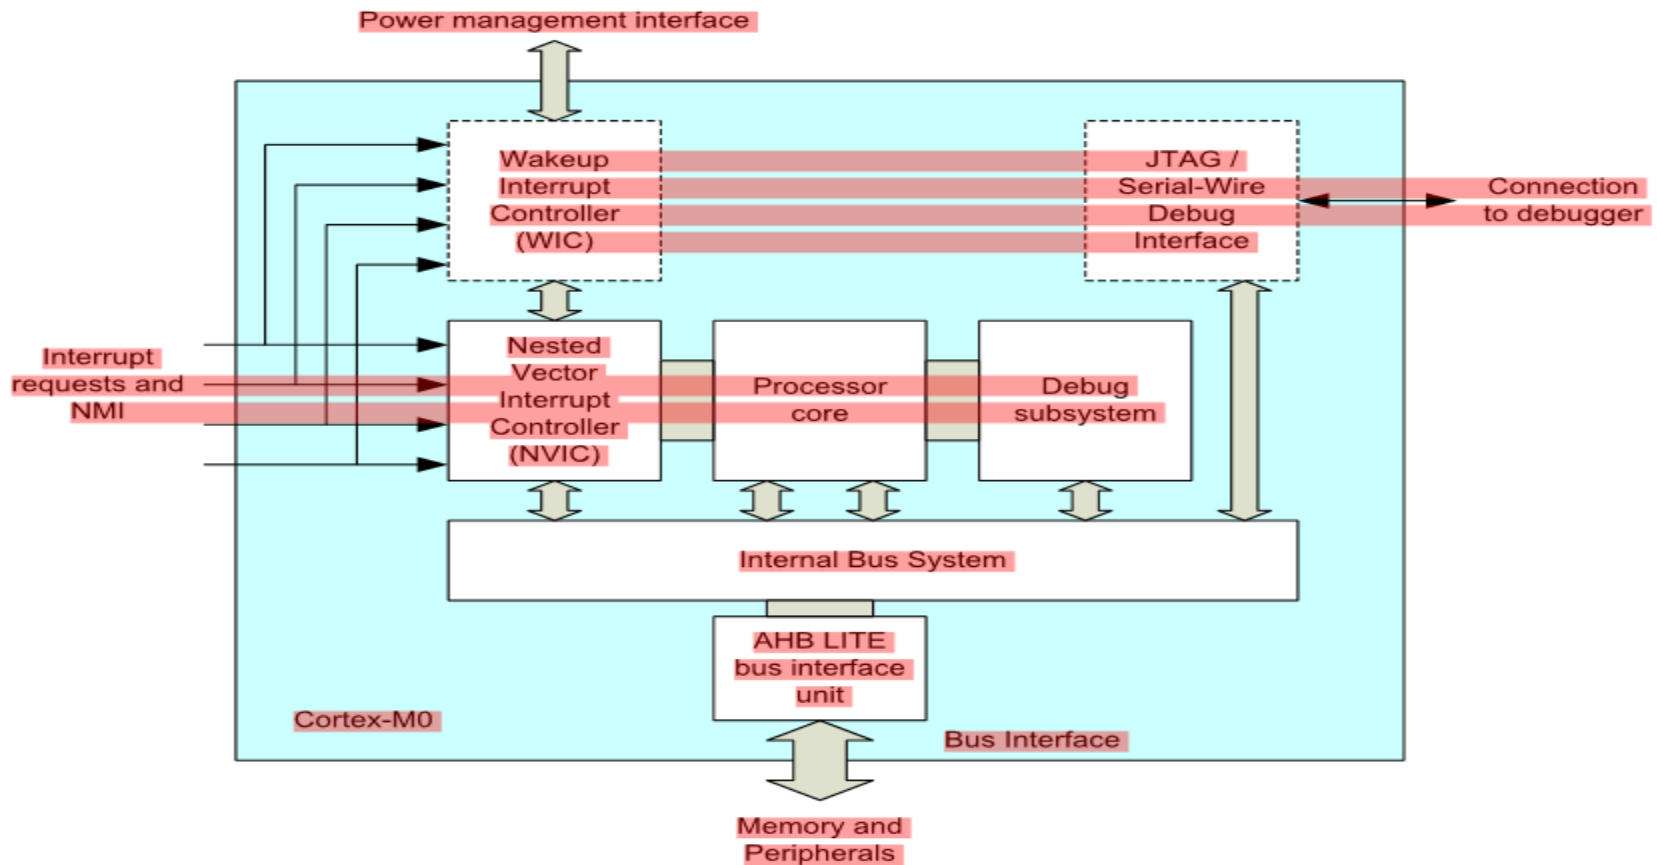 Power management interface
Wakeup
Interrupt
Controller
(WIC)
JTAG /
Serial-Wire
Debug
Interface
Connection
to debugger
Interrupt
requests and
NMI
Nested
Vector
Interrupt
Controller
(NVIC)
Processor
core
Debug
subsystem
Internal Bus System
AHB LITE
bus interface
unit
Cortex-M0
Bus Interface
Memory and
Peripherals